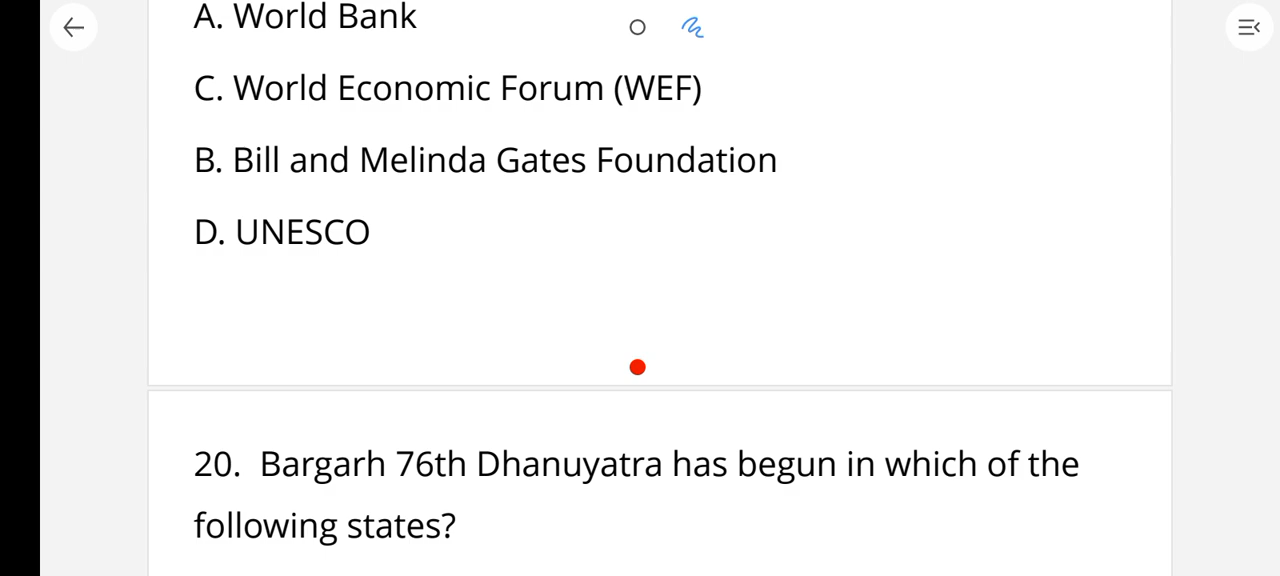 A. World Bank
C. World Economic Forum (WEF)
B. Bill and Melinda Gates Foundation
D. UNESCO
20. Bargarh 76th Dhanuyatra has begun in which of the
following states?